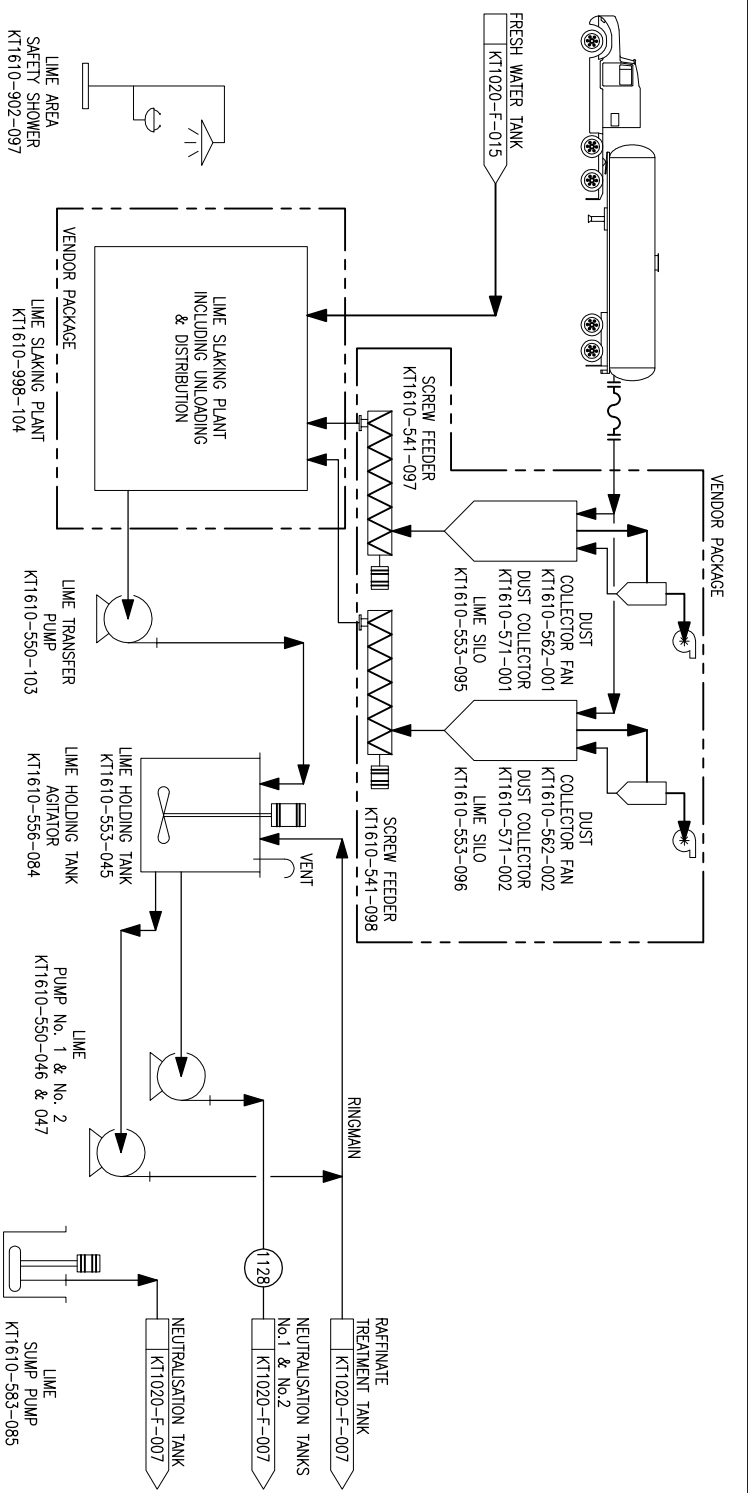 FRESH WATER TANK
KT1020-F-015
LIME AREA
SAFETY SHOWER
KT1610-902-097
VENDOR PACKAGE
DUST
COLLECTOR FAN
KT1610-562-001
DUST COLLECTOR
KT1610-571-001
LIME SILO
KT1610-553-095
DUST
COLLECTOR FAN
KT1610-562-002
DUST COLLECTOR
KT1610-571-002
LIME SILO
KT1610-553-096
SCREW FEEDER
KT1610-541-097
SCREW FEEDER
KT1610-541-098
LIME SLAKING PLANT
INCLUDING UNLOADING
& DISTRIBUTION
VENDOR PACKAGE
LIME SLAKING PLANT
KT1610-998-104
LIME TRANSFER
PUMP
KT1610-550-103
VENT
LIME HOLDING TANK
KT1610-553-045
LIME HOLDING TANK
AGITATOR
KT1610-556-084
RINGMAIN
LIME
PUMP No. 1 & No. 2
KT1610-550-046 & 047
1128
RAFFINATE
TREATMENT TANK
KT1020-F-007
NEUTRALISATION TANKS
No.1 & No.2
KT1020-F-007
NEUTRALISATION TANK
KT1020-F-007
LIME
SUMP PUMP
KT1610-583-085